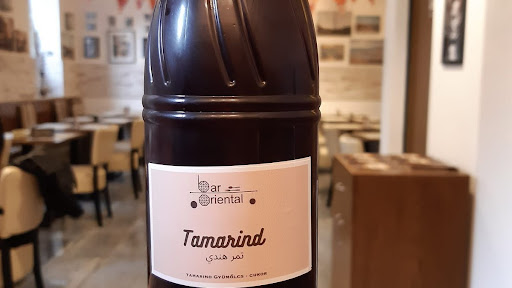 bar
oriental
Tamarind
تمر هندي
TAMARIND GYÜMÖLCS - CUKOR